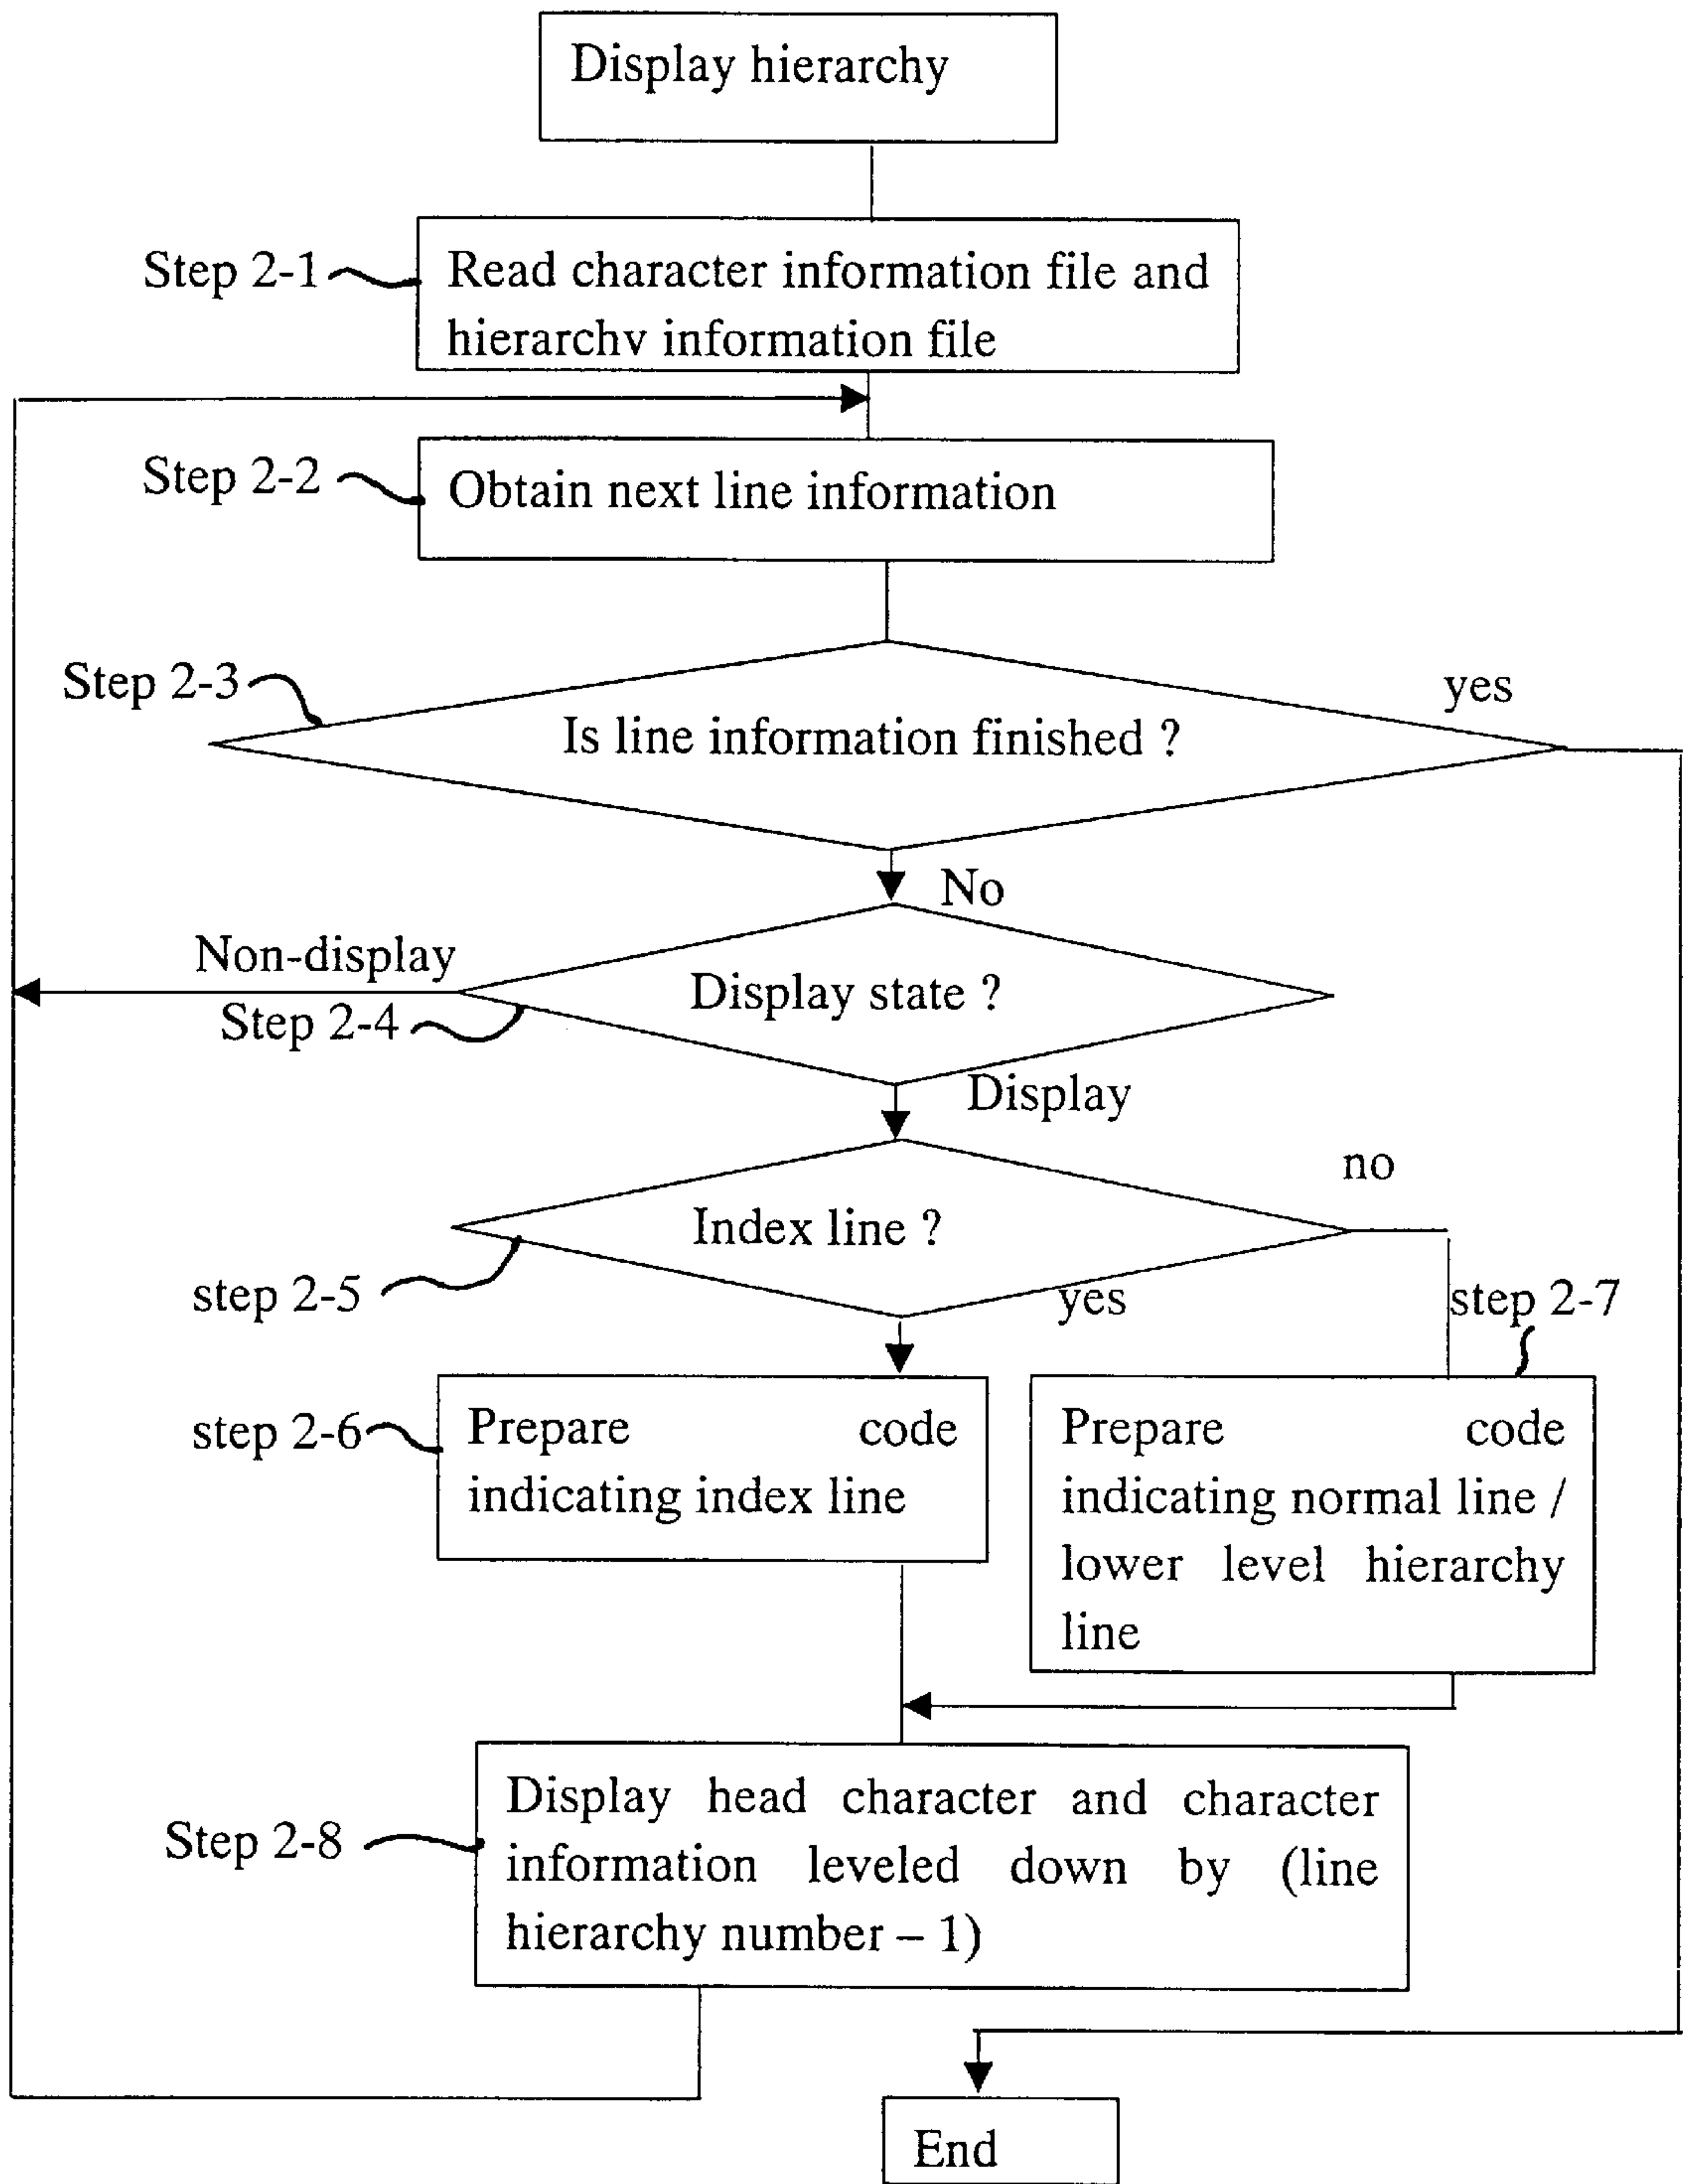 Display hierarchy
Step 2-1
Read character information file and
hierarchy information file
Step 2-2
Obtain next line information
Step 2-3
yes
Is line information finished ?
No
Non-display
Display state ?
Step 2-4
Display
no
Index line ?
step 2-5
yes
step 2-7
step 2-6
Prepare code
indicating index line
Prepare code
indicating normal line /
lower level hierarchy
line
Step 2-8
Display head character and character
information leveled down by (line
hierarchy number – 1)
End